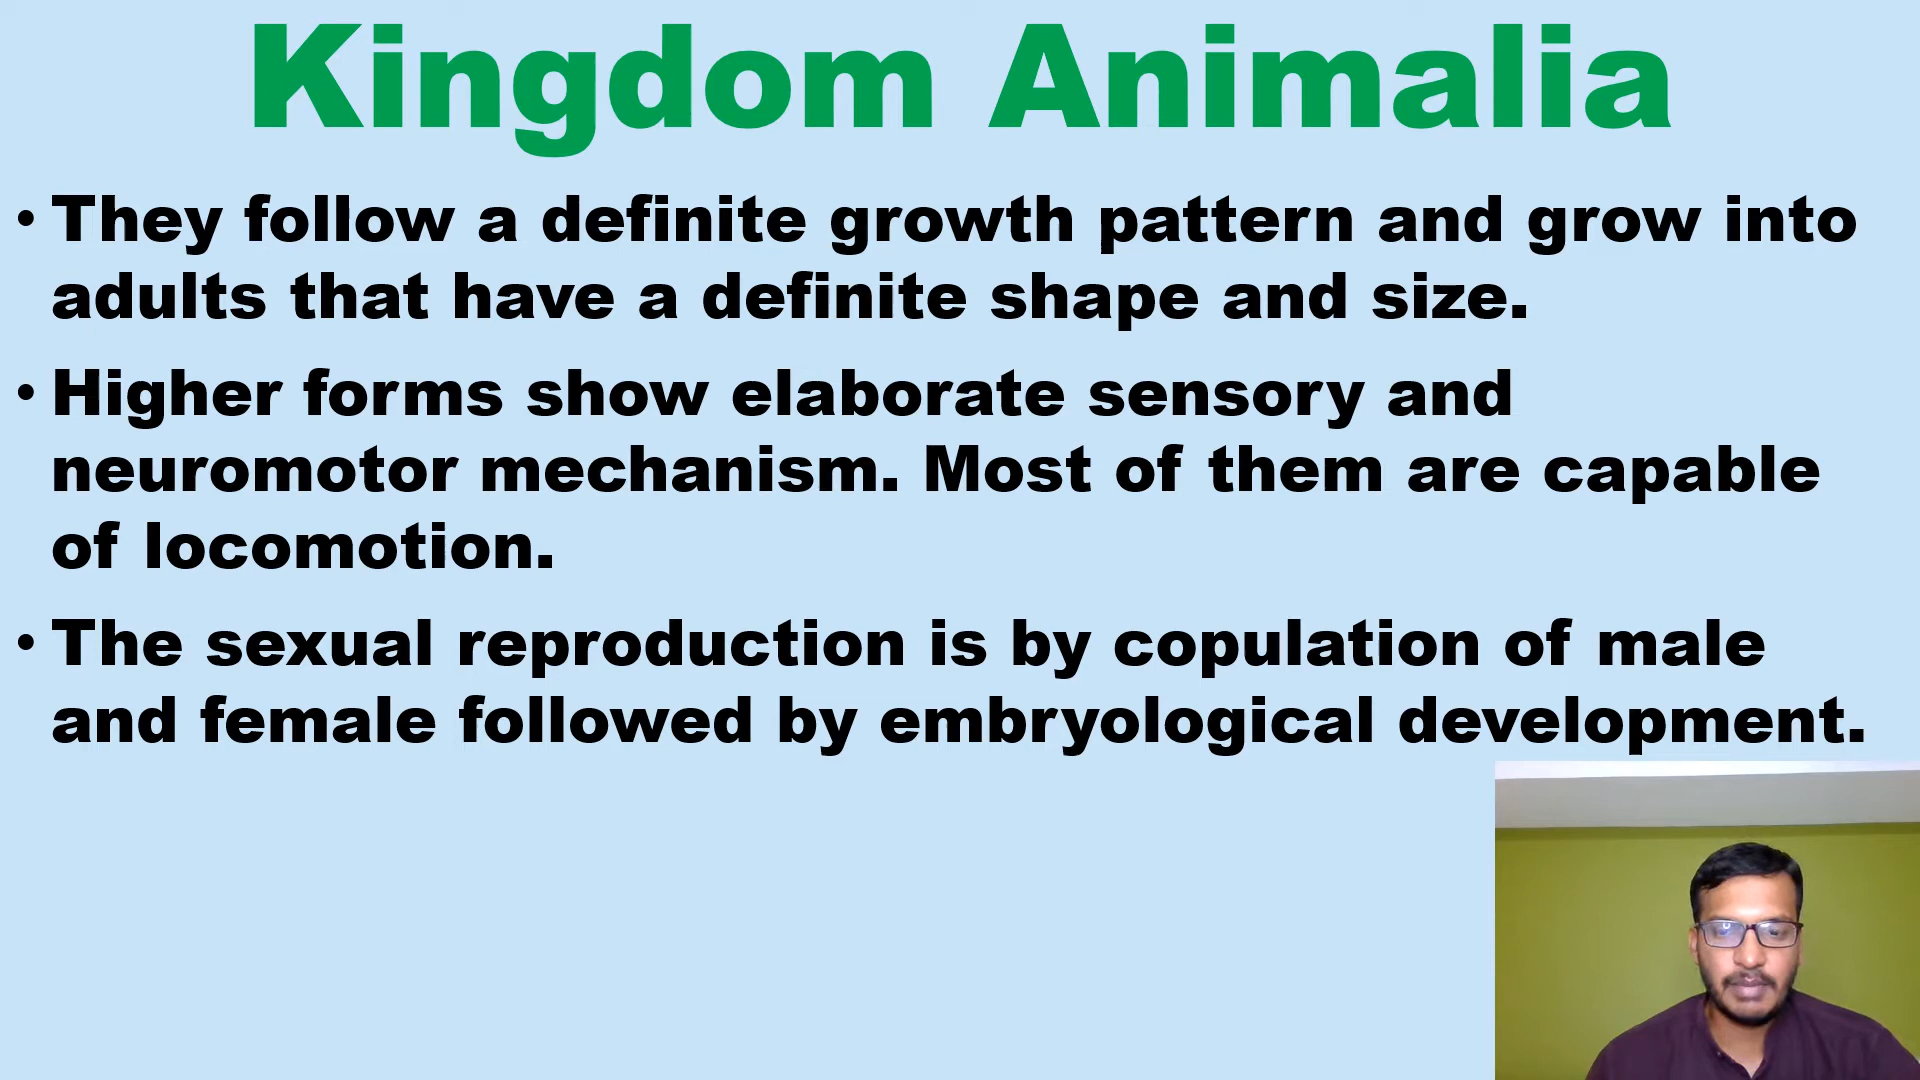 Kingdom Animalia
• They follow a definite growth pattern and grow into
adults that have a definite shape and size.
• Higher forms show elaborate sensory and
neuromotor mechanism. Most of them are capable
of locomotion.
• The sexual reproduction is by copulation of male
and female followed by embryological development.